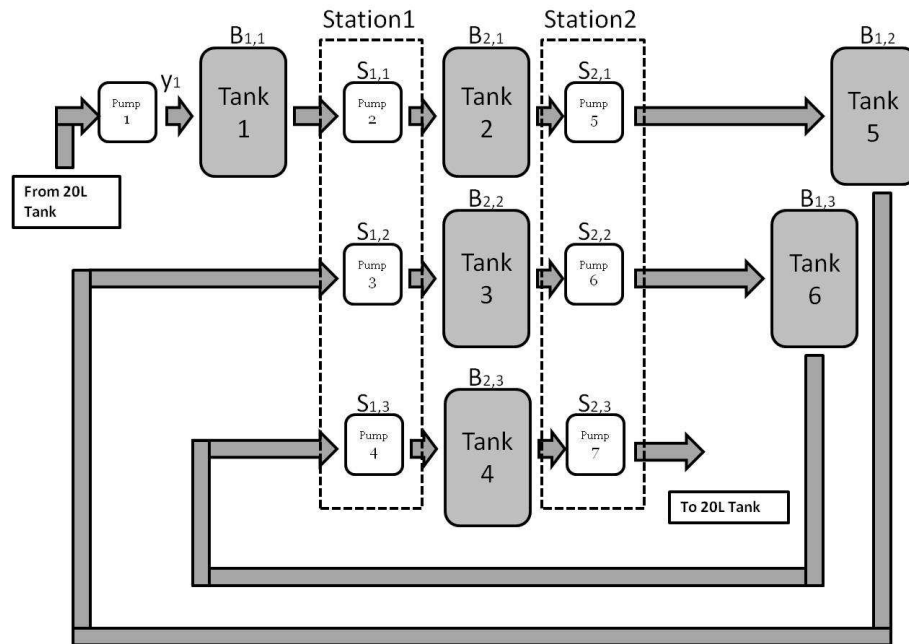 Station1
Station2
B1,1
B2,1
B1,2
y1
S1,1
S2,1
Pump
1
Tank
1
Pump
2
Tank
2
Pump
5
Tank
5
From 20L
Tank
B2,2
B1,3
S1,2
S2,2
Pump
3
Tank
3
Pump
6
Tank
6
B2,3
S1,3
S2,3
Pump
4
Tank
4
Pump
7
To 20L Tank